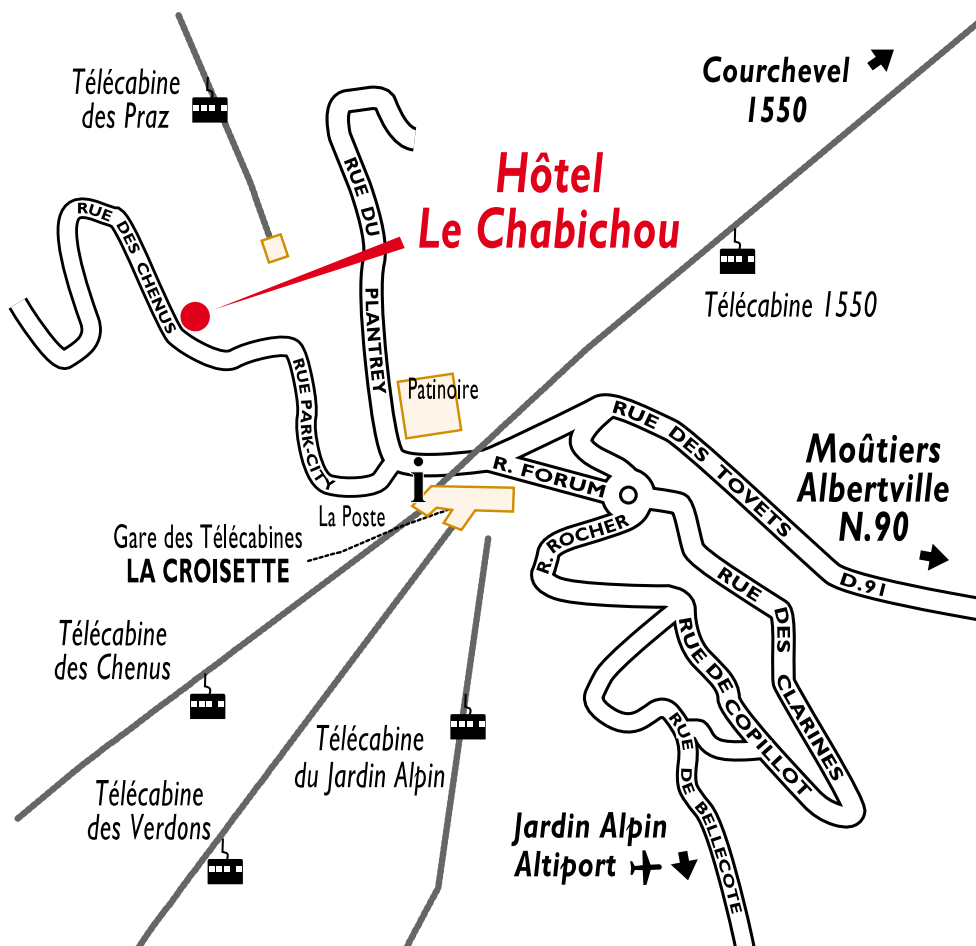 Télécabine
des Praz
Courchevel
1550
Hôtel
Le Chabichou
RUE DU
PLANTREY
RUE DES CHENUS
Télécabine 1550
RUE PARK-CITY
Patinoire
RUE DES TOVETS
D.91
Moûtiers
Albertville
N.90
R. FORUM
i
La Poste
Gare des Télécabines
LA CROISETTE
R. ROCHER
RUE DES CLARINES
RUE DE COPILLOT
Télécabine
des Chenus
Télécabine
du Jardin Alpin
RUE DE BELLECOTE
Télécabine
des Verdons
Jardin Alpin
Altiport